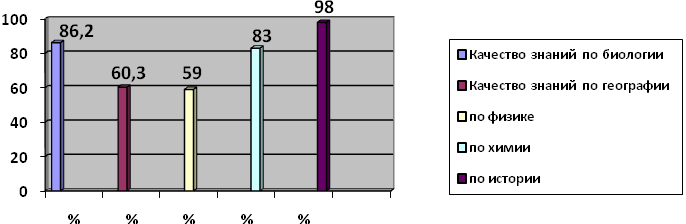 100
80
60
40
20
0
86,2
60,3
59
83
98
% % % % %
Качество знаний по биологии
Качество знаний по географии
по физике
по химии
по истории